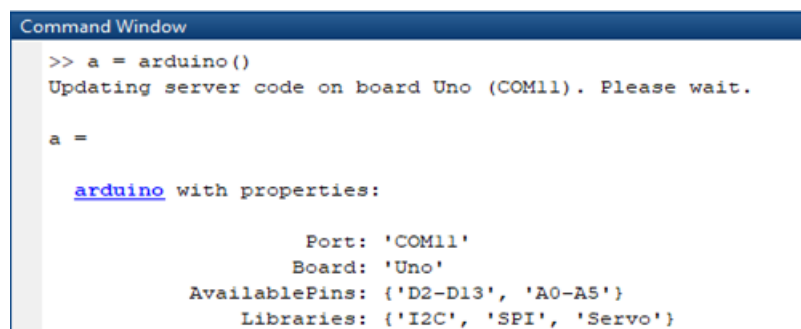 Command Window
>> a = arduino()
Updating server code on board Uno (COM11). Please wait.
a =
arduino with properties:
Port: 'COM11'
Board: 'Uno'
AvailablePins: {'D2-D13', 'A0-A5'}
Libraries: {'I2C', 'SPI', 'Servo'}